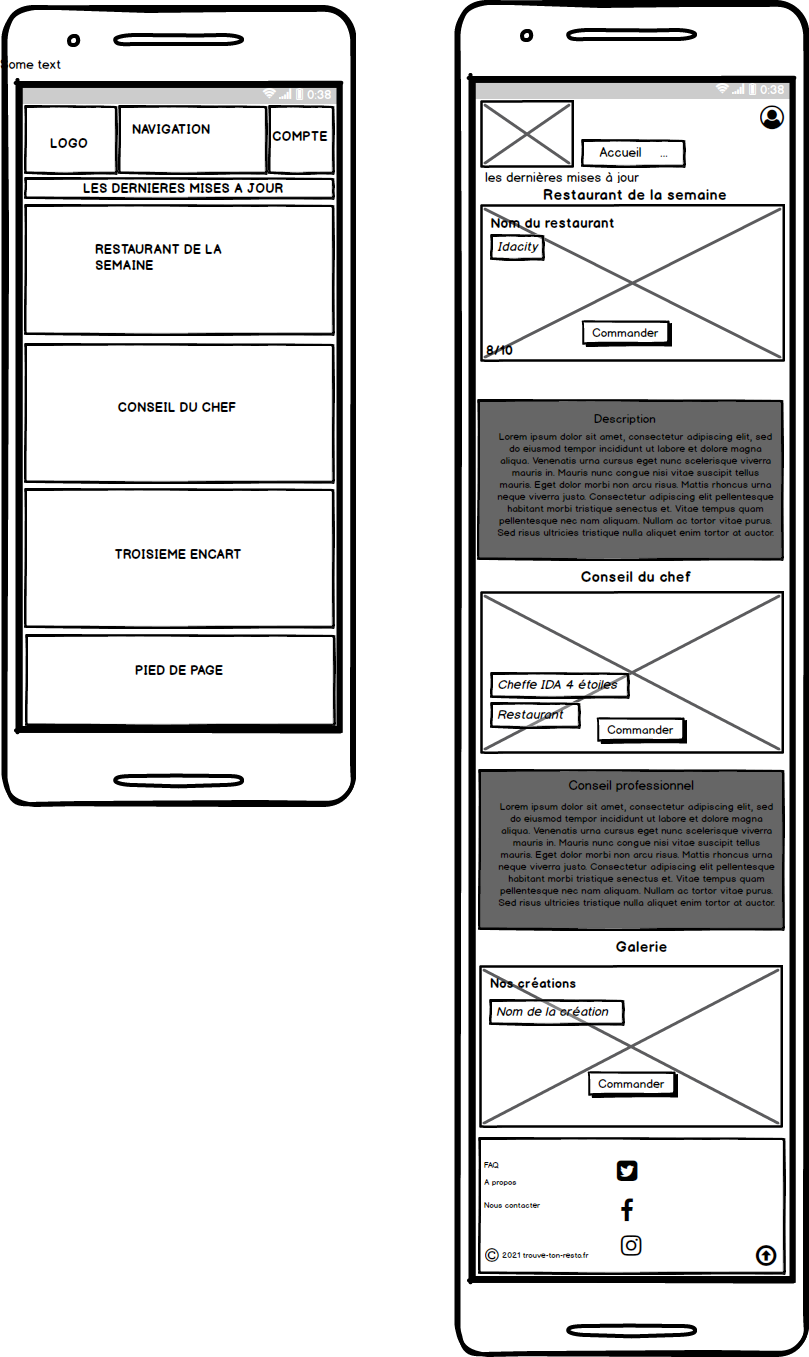 ome text
0:38
LOGO
NAVIGATION
COMPTE
LES DERNIERES MISES A JOUR
RESTAURANT DE LA
SEMAINE
CONSEIL DU CHEF
TROISIEME ENCART
PIED DE PAGE
0:38
Accueil ...
les dernières mises à jour
Restaurant de la semaine
Nom du restaurant
Idacity
Commander
8/10
Description
Lorem ipsum dolor sit amet, consectetur adipiscing elit, sed
do eiusmod tempor incididunt ut labore et dolore magna
aliqua. Venenatis urna cursus eget nunc scelerisque viverra
mauris in. Mauris nunc congue nisi vitae suscipit tellus
mauris. Eget dolor morbi non arcu risus. Mattis rhoncus urna
neque viverra justo. Consectetur adipiscing elit pellentesque
habitant morbi tristique senectus et. Vitae tempus quam
pellentesque nec nam aliquam. Nullam ac tortor vitae purus.
Sed risus ultricies tristique nulla aliquet enim tortor at auctor.
Conseil du chef
Cheffe IDA 4 étoiles
Restaurant
Commander
Conseil professionnel
Lorem ipsum dolor sit amet, consectetur adipiscing elit, sed
do eiusmod tempor incididunt ut labore et dolore magna
aliqua. Venenatis urna cursus eget nunc scelerisque viverra
mauris in. Mauris nunc congue nisi vitae suscipit tellus
mauris. Eget dolor morbi non arcu risus. Mattis rhoncus urna
neque viverra justo. Consectetur adipiscing elit pellentesque
habitant morbi tristique senectus et. Vitae tempus quam
pellentesque nec nam aliquam. Nullam ac tortor vitae purus.
Sed risus ultricies tristique nulla aliquet enim tortor at auctor.
Galerie
Nos créations
Nom de la création
Commander
FAQ
A propos
Nous contacter
© 2021 trouve-ton-resto.fr